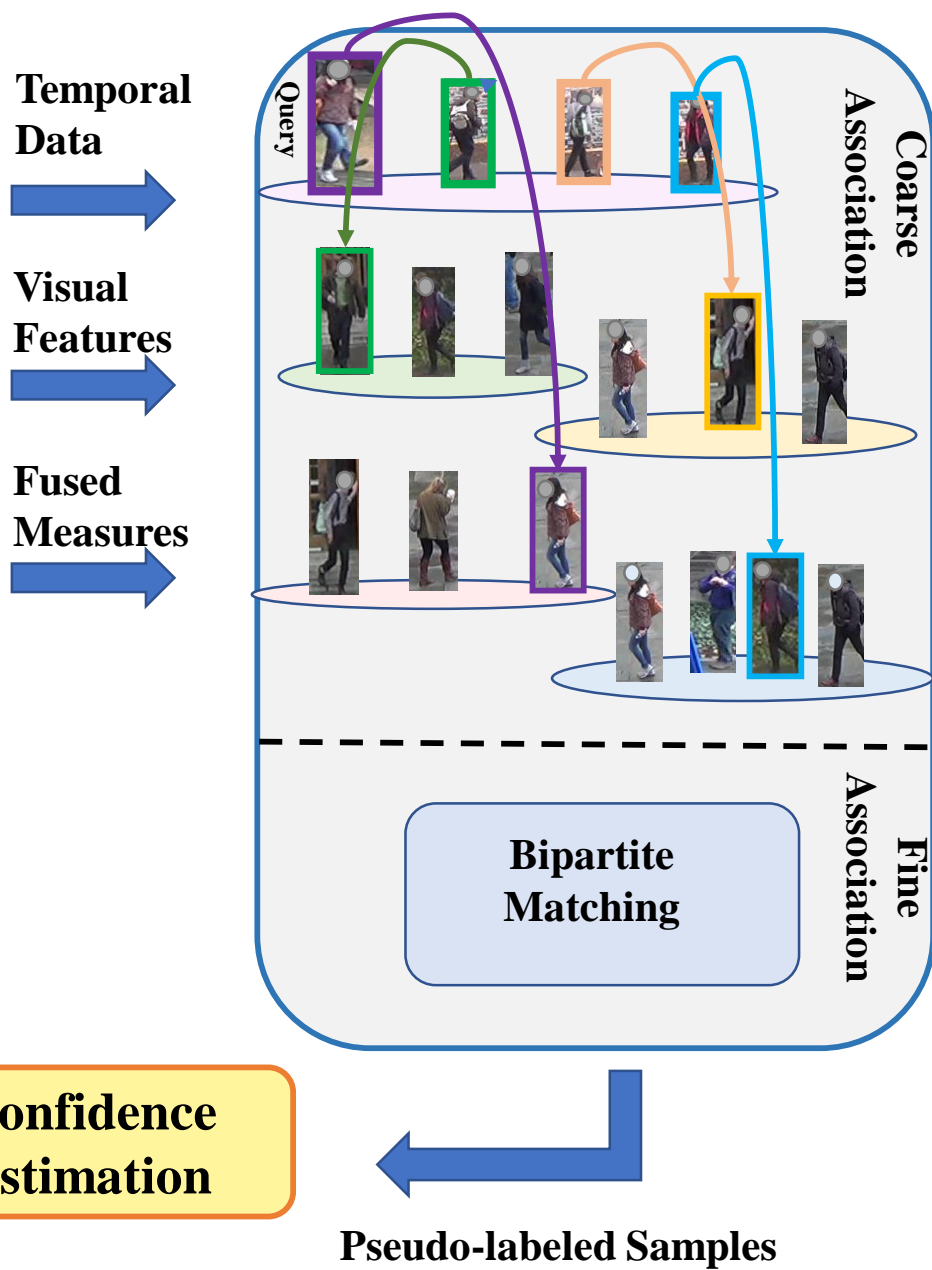 Temporal
Data
Visual
Features
Fused
Measures
Query
Coarse
Association
Fine
Association
Bipartite
Matching
onfidence
stimation
Pseudo-labeled Samples